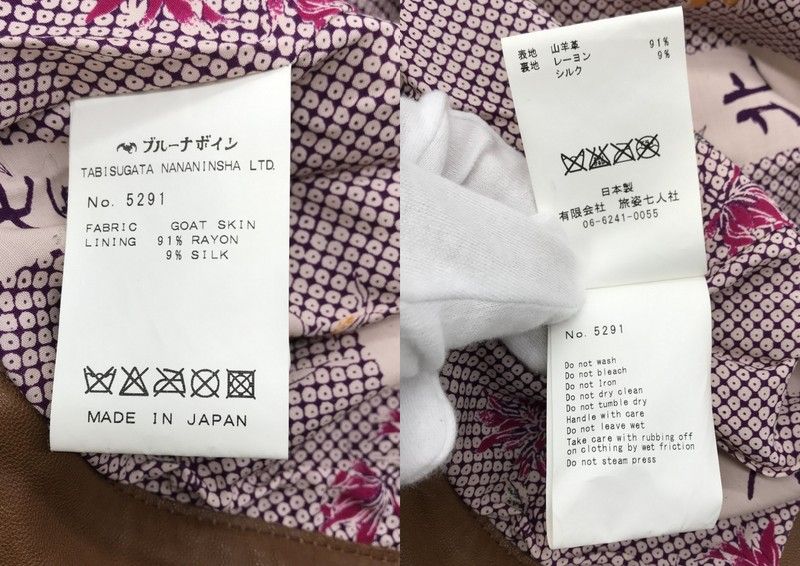 ブルーナボイン
TABISUGATA NANANINSHA LTD.
No. 5291
FABRIC GOAT SKIN
LINING 91% RAYON
9% SILK
MADE IN JAPAN
表地 山羊革
裏地 レーヨン 91%
シルク 9%
日本製
有限会社 旅姿七人社
06-6241-0055
No. 5291
Do not wash
Do not bleach
Do not Iron
Do not dry clean
Do not tumble dry
Handle with care
Do not leave wet
Take care with rubbing off
on clothing by wet friction
Do not steam press